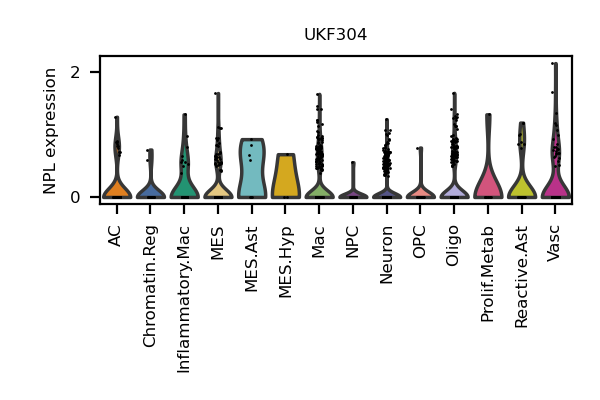 UKF304
NPL expression
2
0
AC
Chromatin.Reg
Inflammatory.Mac
MES
MES.Ast
MES.Hyp
Mac
NPC
Neuron
OPC
Oligo
Prolif.Metab
Reactive.Ast
Vasc